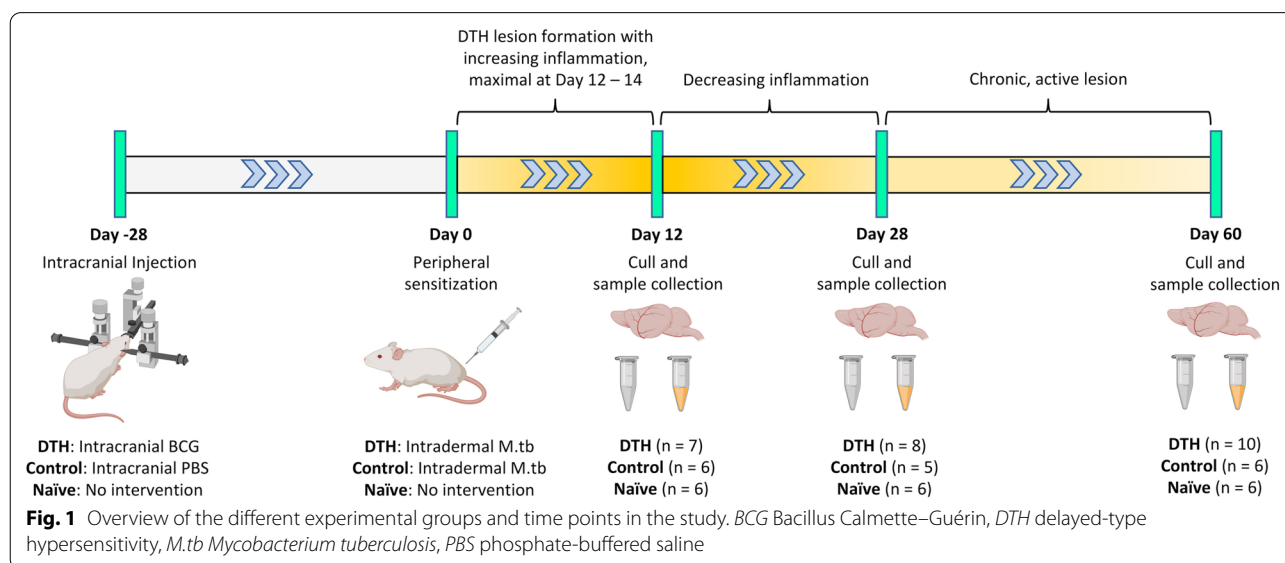 DTH lesion formation with
increasing inflammation,
maximal at Day 12 – 14
Decreasing inflammation
Chronic, active lesion
Day -28
Day 0
Day 12
Day 28
Day 60
Intracranial Injection
Peripheral
sensitization
Cull and
sample collection
Cull and
sample collection
Cull and
sample collection
DTH: Intracranial BCG
Control: Intracranial PBS
Naïve: No intervention
DTH: Intradermal M.tb
Control: Intradermal M.tb
Naïve: No intervention
DTH (n = 7)
Control (n = 6)
Naïve (n = 6)
DTH (n = 8)
Control (n = 5)
Naïve (n = 6)
DTH (n = 10)
Control (n = 6)
Naïve (n = 6)
Fig. 1 Overview of the different experimental groups and time points in the study. BCG Bacillus Calmette–Guérin, DTH delayed-type
hypersensitivity, M.tb Mycobacterium tuberculosis, PBS phosphate-buffered saline